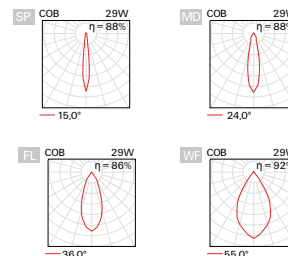 SP COB 29W
η = 88%
15,0°
MD COB 29W
η = 88%
24,0°
FL COB 29W
η = 86%
36,0°
WF COB 29W
η = 92%
55,0°